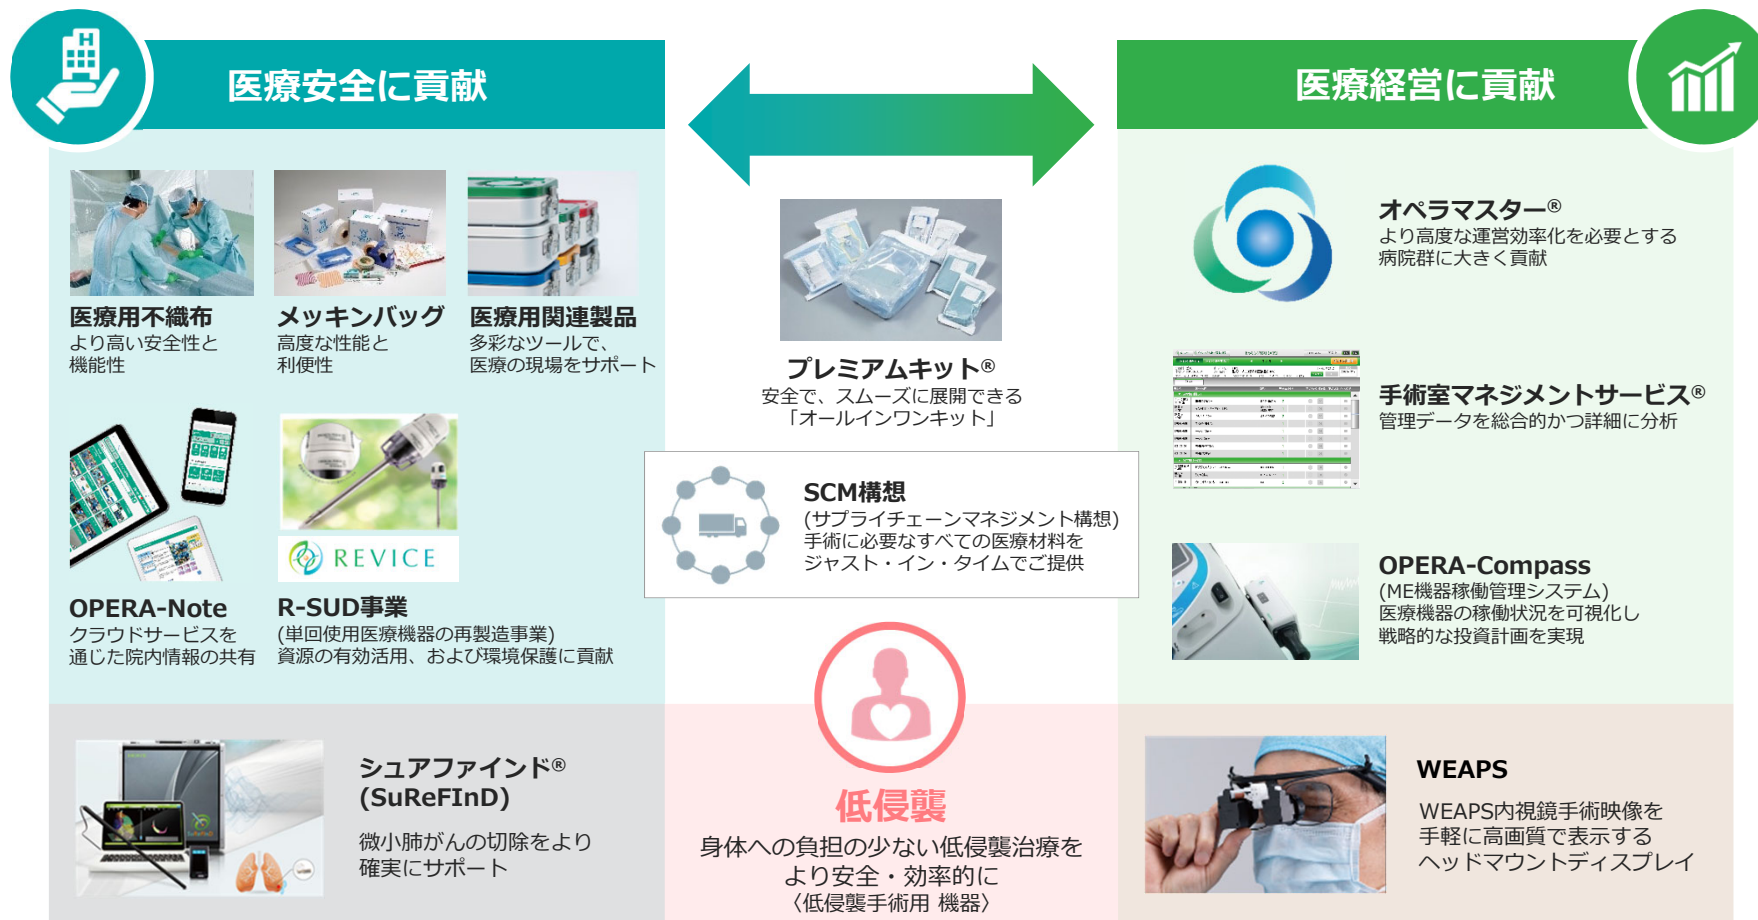 医療安全に貢献
医療経営に貢献
医療用不織布
より高い安全性と
機能性
メッキンバッグ
高度な性能と
利便性
医療用関連製品
多彩なツールで、
医療の現場をサポート
OPERA-Note
クラウドサービスを
通じた院内情報の共有
REVICE
R-SUD事業
(単回使用医療機器の再製造事業)
資源の有効活用、および環境保護に貢献
プレミアムキット®
安全で、スムーズに展開できる
「オールインワンキット」
SCM構想
(サプライチェーンマネジメント構想)
手術に必要なすべての医療材料を
ジャスト・イン・タイムでご提供
オペラマスター®
より高度な運営効率化を必要とする
病院群に大きく貢献
手術室マネジメントサービス®
管理データを総合的かつ詳細に分析
OPERA-Compass
(ME機器稼働管理システム)
医療機器の稼働状況を可視化し
戦略的な投資計画を実現
シュアファインド®
(SuReFInD)
微小肺がんの切除をより
確実にサポート
低侵襲
身体への負担の少ない低侵襲治療を
より安全・効率的に
〈低侵襲手術用 機器〉
WEAPS
WEAPS内視鏡手術映像を
手軽に高画質で表示する
ヘッドマウントディスプレイ